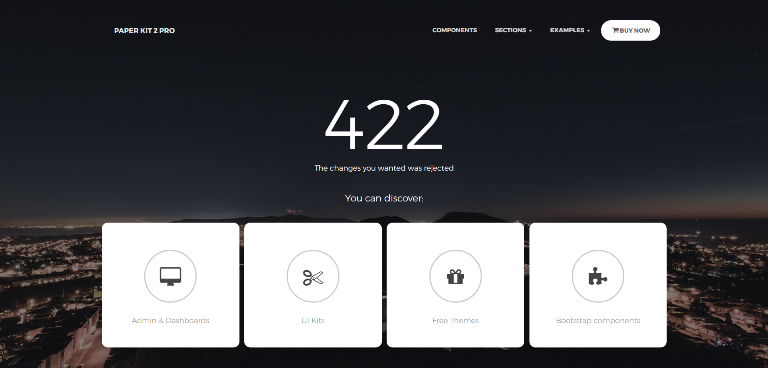 PAPER KIT 2 PRO
COMPONENTS
SECTIONS
EXAMPLES
BUY NOW
422
The changes you wanted was rejected
You can discover:
Admin & Dashboards
UI Kits
Free Themes
Bootstrap components